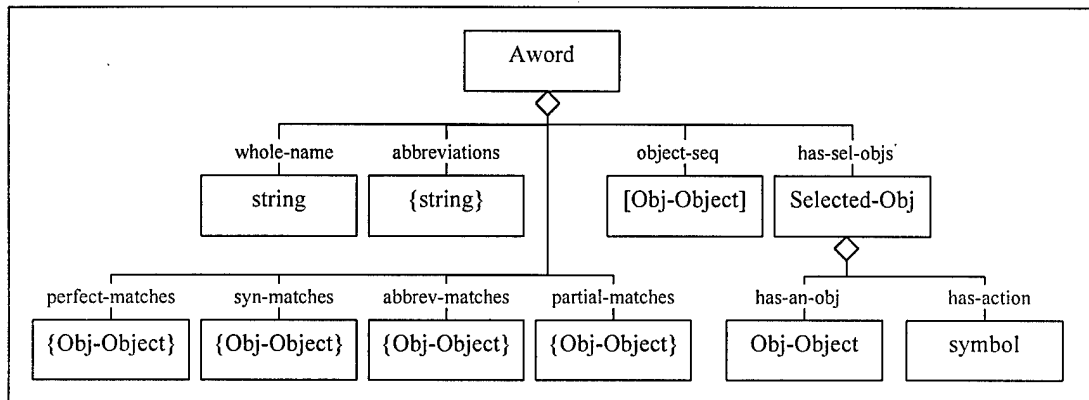 Aword
whole-name abbreviations object-seq has-sel-objs
string {string} [Obj-Object] Selected-Obj
perfect-matches syn-matches abbrev-matches partial-matches has-an-obj has-action
{Obj-Object} {Obj-Object} {Obj-Object} {Obj-Object} Obj-Object symbol